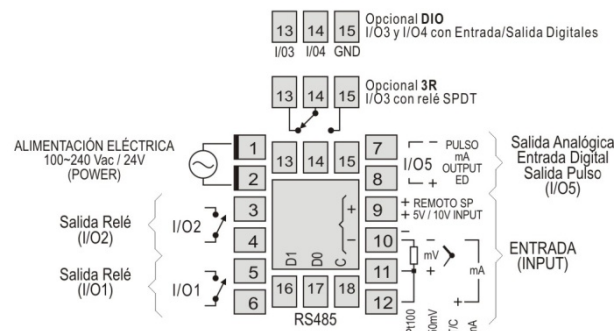 13 14 15
I/O3 I/O4 GND
Opcional DIO
I/O3 y I/O4 con Entrada/Salida Digitales
13 14 15
Opcional 3R
I/O3 con relé SPDT
ALIMENTACIÓN ELÉCTRICA
100~240 Vac / 24V
(POWER)
1
2
Salida Relé
(I/O2)
I/O2
3
4
Salida Relé
(I/O1)
I/O1
5
6
13 14 15
+
−
D1 D0 C
16 17 18
RS485
7
8
I/O5
−
+
PULSO
mA
OUTPUT
ED
Salida Analógica
Entrada Digital
Salida Pulso
(I/O5)
9
+ REMOTO SP
+ 5V / 10V INPUT
−
10
11
12
−
mV
+
−
mA
+
ENTRADA
(INPUT)